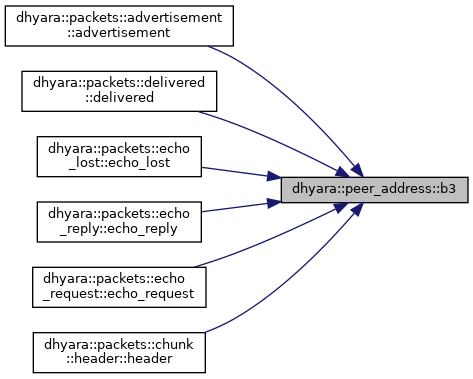 dhyara::packets::advertisement
::advertisement
dhyara::packets::delivered
::delivered
dhyara::packets::echo
_lost::echo_lost
dhyara::peer_address::b3
dhyara::packets::echo
_reply::echo_reply
dhyara::packets::echo
_request::echo_request
dhyara::packets::chunk
::header::header